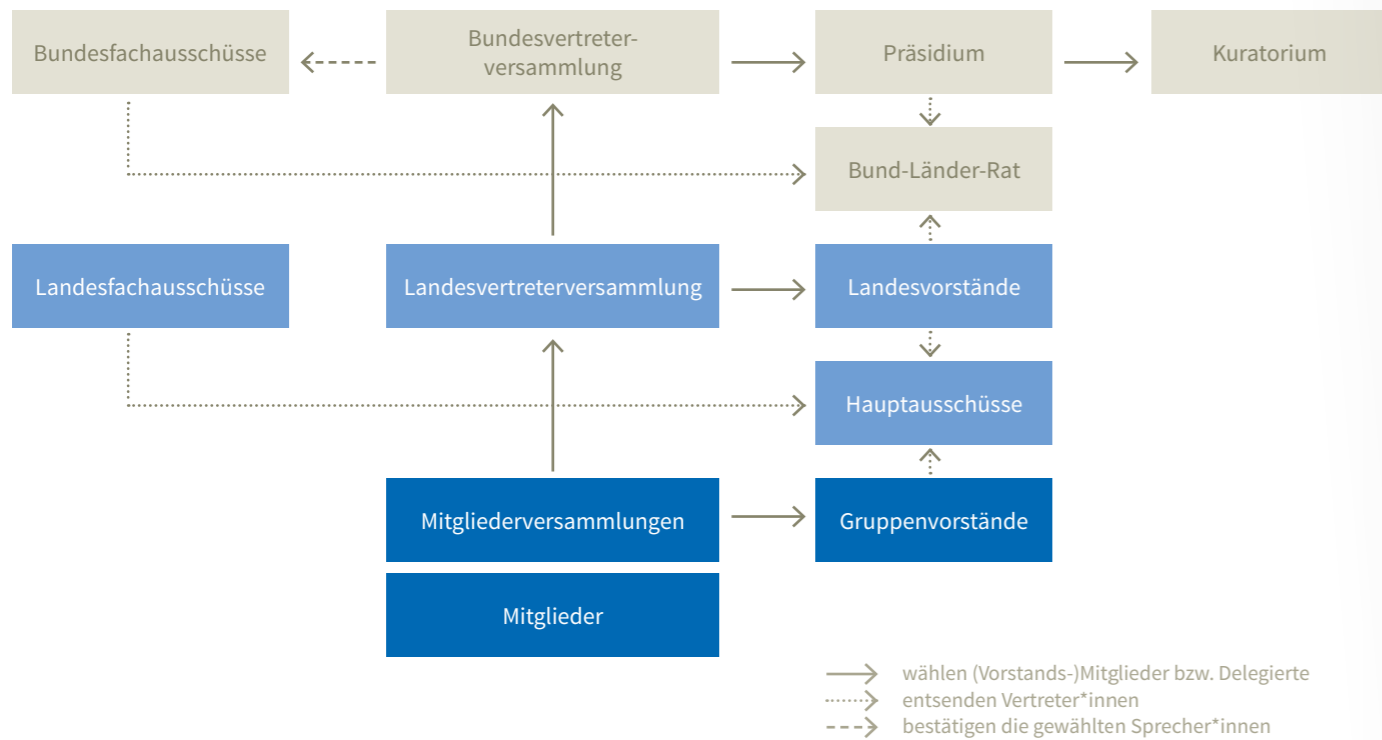 Bundesfachausschüsse
Bundesvertreter-
versammlung
Präsidium
Kuratorium
Bund-Länder-Rat
Landesfachausschüsse
Landesvertreterversammlung
Landesvorstände
Hauptausschüsse
Mitgliederversammlungen
Gruppenvorstände
Mitglieder
wählen (Vorstands-)Mitglieder bzw. Delegierte
entsenden Vertreter*innen
bestätigen die gewählten Sprecher*innen